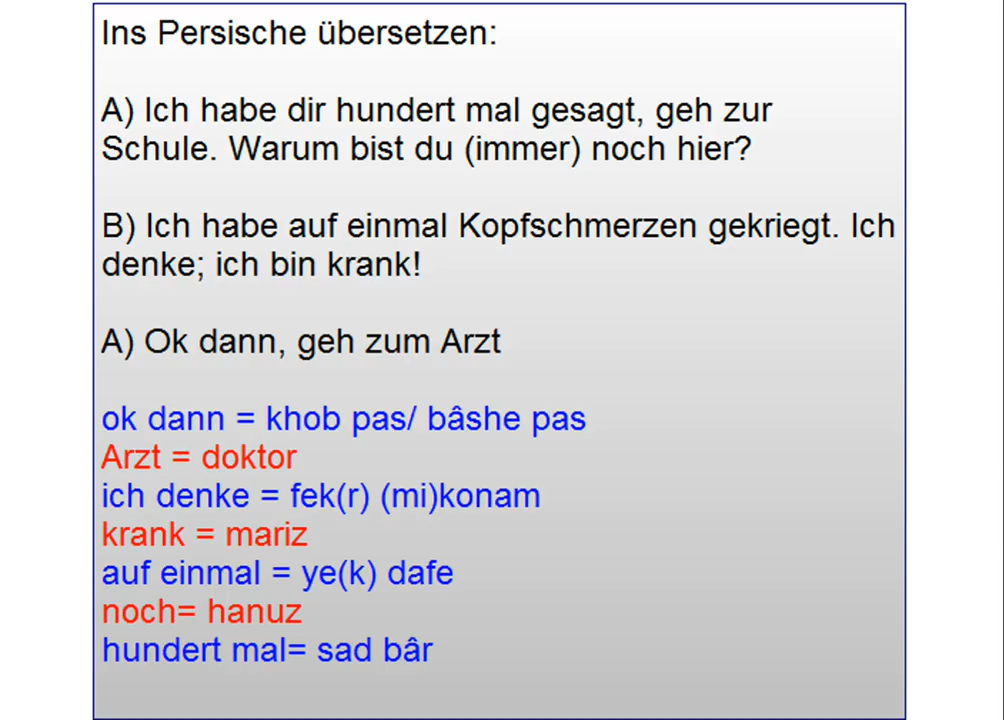 Ins Persische übersetzen:
A) Ich habe dir hundert mal gesagt, geh zur
Schule. Warum bist du (immer) noch hier?
B) Ich habe auf einmal Kopfschmerzen gekriegt. Ich
denke; ich bin krank!
A) Ok dann, geh zum Arzt
ok dann = khob pas/ bâshe pas
Arzt = doktor
ich denke = fek(r) (mi)konam
krank = mariz
auf einmal = ye(k) dafe
noch= hanuz
hundert mal= sad bâr